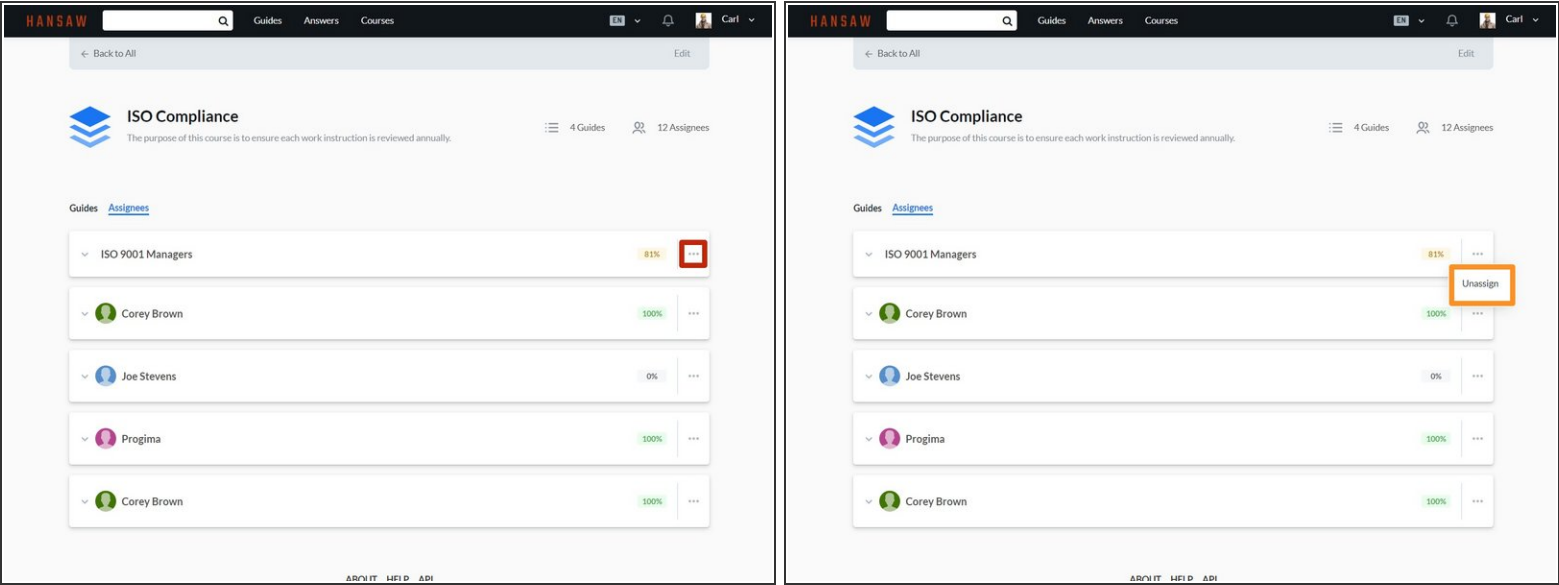 HANSAW Guides Answers Courses EN Carl
← Back to All Edit
ISO Compliance
The purpose of this course is to ensure each work instruction is reviewed annually.
4 Guides 12 Assignees
Guides Assignees
ISO 9001 Managers 81% ...
Corey Brown 100% ...
Joe Stevens 0% ...
Progima 100% ...
Corey Brown 100% ...
ABOUT HELP API
HANSAW Guides Answers Courses EN Carl
← Back to All Edit
ISO Compliance
The purpose of this course is to ensure each work instruction is reviewed annually.
4 Guides 12 Assignees
Guides Assignees
ISO 9001 Managers 81% ...
Unassign
Corey Brown 100% ...
Joe Stevens 0% ...
Progima 100% ...
Corey Brown 100% ...
ABOUT HELP API